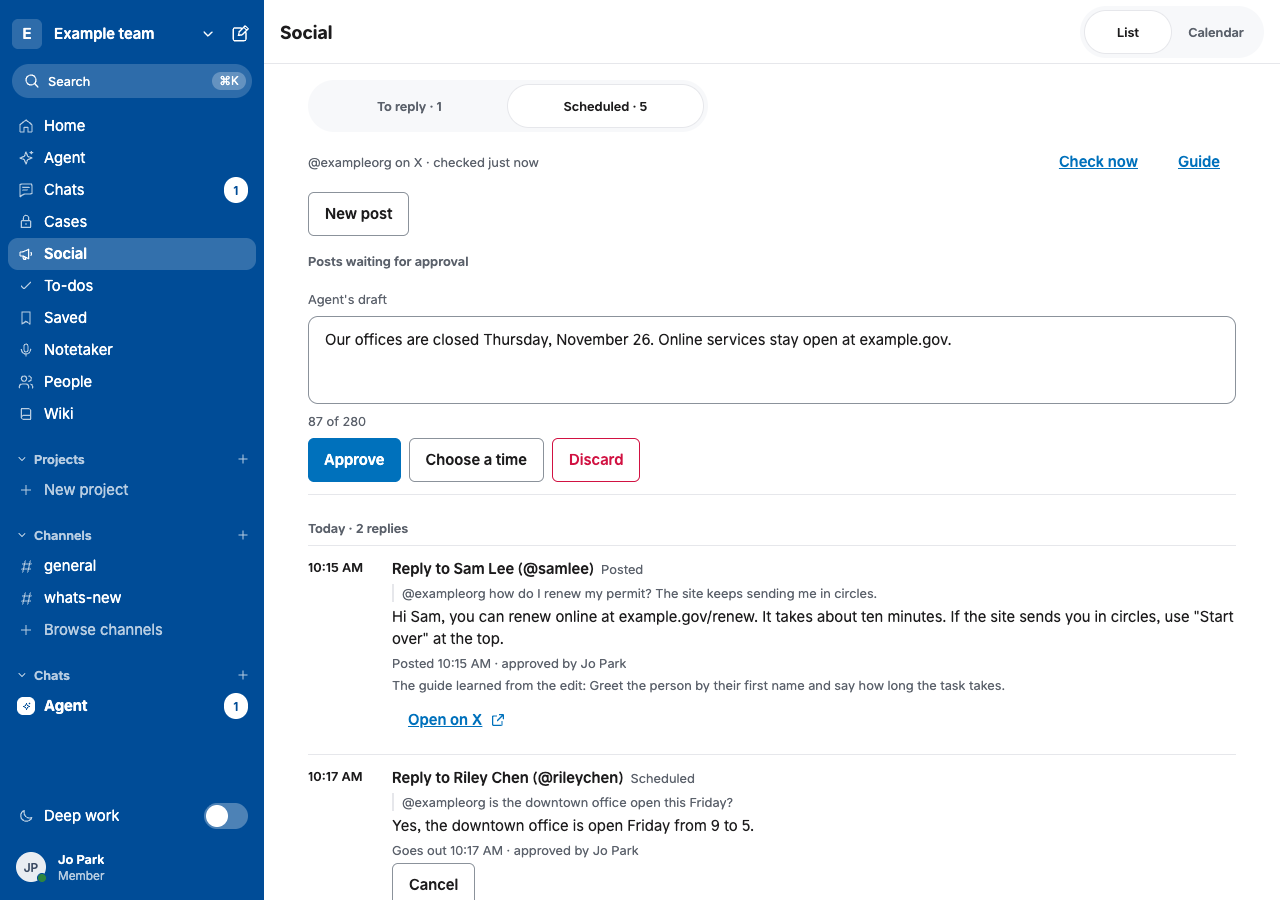 E Example team
Search ⌘K
Home
Agent
Chats 1
Cases
Social
To-dos
Saved
Notetaker
People
Wiki
Projects
New project
Channels
# general
# whats-new
Browse channels
Chats
Agent 1
Deep work
JP Jo Park
Member
Social
List Calendar
To reply · 1 Scheduled · 5
@exampleorg on X · checked just now Check now Guide
New post
Posts waiting for approval
Agent's draft
Our offices are closed Thursday, November 26. Online services stay open at example.gov.
87 of 280
Approve Choose a time Discard
Today · 2 replies
10:15 AM Reply to Sam Lee (@samlee) Posted
@exampleorg how do I renew my permit? The site keeps sending me in circles.
Hi Sam, you can renew online at example.gov/renew. It takes about ten minutes. If the site sends you in circles, use "Start
over" at the top.
Posted 10:15 AM · approved by Jo Park
The guide learned from the edit: Greet the person by their first name and say how long the task takes.
Open on X
10:17 AM Reply to Riley Chen (@rileychen) Scheduled
@exampleorg is the downtown office open this Friday?
Yes, the downtown office is open Friday from 9 to 5.
Goes out 10:17 AM · approved by Jo Park
Cancel